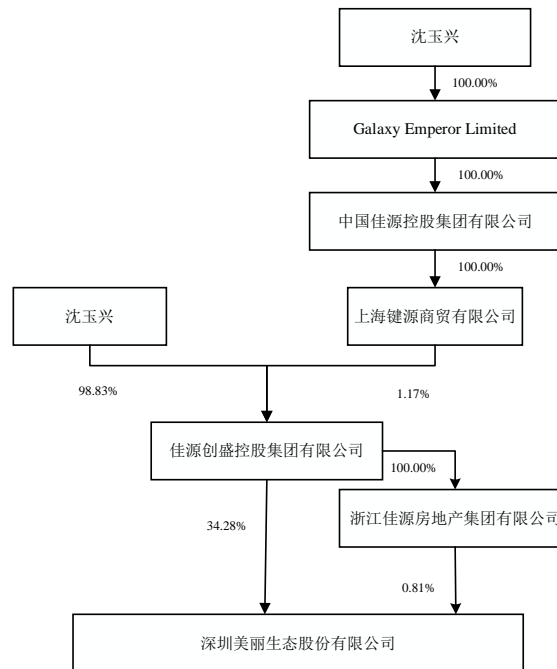 沈玉兴
100.00%
Galaxy Emperor Limited
100.00%
中国佳源控股集团有限公司
100.00%
沈玉兴
上海键源商贸有限公司
98.83%
1.17%
佳源创盛控股集团有限公司
100.00%
浙江佳源房地产集团有限公司
34.28%
0.81%
深圳美丽生态股份有限公司